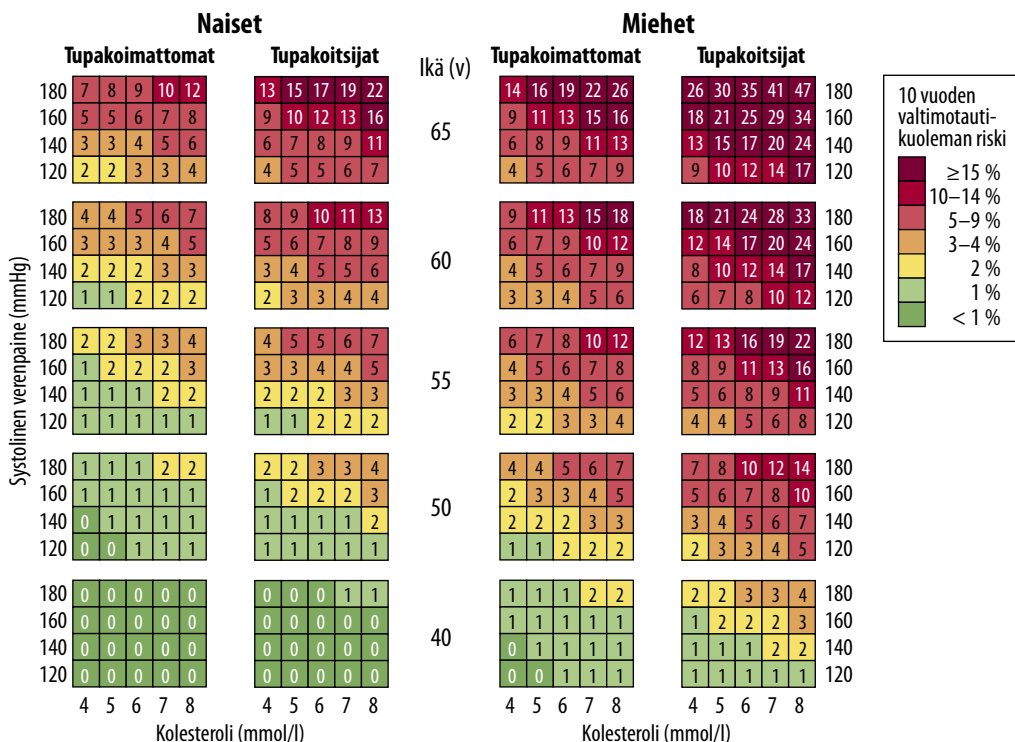 Naiset
Miehet
Tupakoimattomat Tupakoitsijat Ikä (v) Tupakoimattomat Tupakoitsijat
180 7 8 9 10 12 13 15 17 19 22 14 16 19 22 26 26 30 35 41 47 180
160 5 5 6 7 8 9 10 12 13 16 9 11 13 15 16 18 21 25 29 34 160
65
140 3 3 4 5 6 6 7 8 9 11 6 8 9 11 13 13 15 17 20 24 140
120 2 2 3 3 4 4 5 5 6 7 4 5 6 7 9 9 10 12 14 17 120
180 4 4 5 6 7 8 9 10 11 13 9 11 13 15 18 18 21 24 28 33 180
160 3 3 3 4 5 5 6 7 8 9 6 7 9 10 12 12 14 17 20 24 160
60
140 2 2 2 3 3 3 4 5 5 6 4 5 6 7 9 8 10 12 14 17 140
120 1 1 2 2 2 2 3 3 4 4 3 3 4 5 6 6 7 8 10 12 120
180 2 2 3 3 4 4 5 5 6 7 6 7 8 10 12 12 13 16 19 22 180
160 1 2 2 2 3 3 3 4 4 5 4 5 6 7 8 8 9 11 13 16 160
55
140 1 1 1 2 2 2 2 2 3 3 3 3 4 5 6 5 6 8 9 11 140
120 1 1 1 1 1 1 1 2 2 2 2 2 3 3 4 4 4 5 6 8 120
180 1 1 1 2 2 2 2 3 3 4 4 4 5 6 7 7 8 10 12 14 180
160 1 1 1 1 1 1 2 2 2 3 2 3 3 4 5 5 6 7 8 10 160
50
140 0 1 1 1 1 1 1 1 1 2 2 2 2 3 3 3 4 5 6 7 140
120 0 0 1 1 1 1 1 1 1 1 1 1 2 2 2 2 3 3 4 5 120
180 0 0 0 0 0 0 0 0 1 1 1 1 1 2 2 2 2 3 3 4 180
160 0 0 0 0 0 0 0 0 0 0 1 1 1 1 1 1 2 2 2 3 160
40
140 0 0 0 0 0 0 0 0 0 0 0 1 1 1 1 1 1 1 2 2 140
120 0 0 0 0 0 0 0 0 0 0 0 0 1 1 1 1 1 1 1 1 120
4 5 6 7 8 4 5 6 7 8 4 5 6 7 8 4 5 6 7 8
Kolesteroli (mmol/l) Kolesteroli (mmol/l)
Systolinen verenpaine (mmHg)
10 vuoden
valtimotauti-
kuoleman riski
≥15 %
10–14 %
5–9 %
3–4 %
2 %
1 %
< 1 %